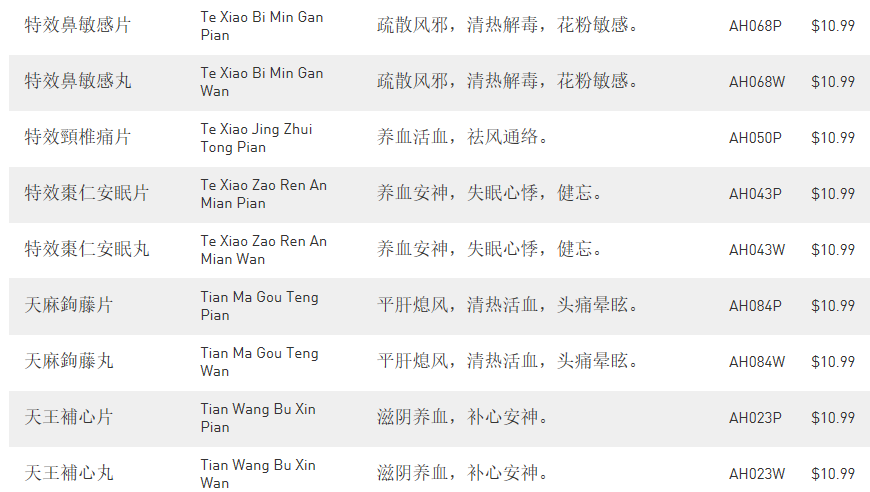 特效鼻敏感片 Te Xiao Bi Min Gan 疏散风邪，清热解毒，花粉敏感。 AH068P $10.99
Pian
特效鼻敏感丸 Te Xiao Bi Min Gan 疏散风邪，清热解毒，花粉敏感。 AH068W $10.99
Wan
特效頸椎痛片 Te Xiao Jing Zhui 养血活血，祛风通络。 AH050P $10.99
Tong Pian
特效棗仁安眠片 Te Xiao Zao Ren An 养血安神，失眠心悸，健忘。 AH043P $10.99
Mian Pian
特效棗仁安眠丸 Te Xiao Zao Ren An 养血安神，失眠心悸，健忘。 AH043W $10.99
Mian Wan
天麻鉤藤片 Tian Ma Gou Teng 平肝熄风，清热活血，头痛晕眩。 AH084P $10.99
Pian
天麻鉤藤丸 Tian Ma Gou Teng 平肝熄风，清热活血，头痛晕眩。 AH084W $10.99
Wan
天王補心片 Tian Wang Bu Xin 滋阴养血，补心安神。 AH023P $10.99
Pian
天王補心丸 Tian Wang Bu Xin 滋阴养血，补心安神。 AH023W $10.99
Wan